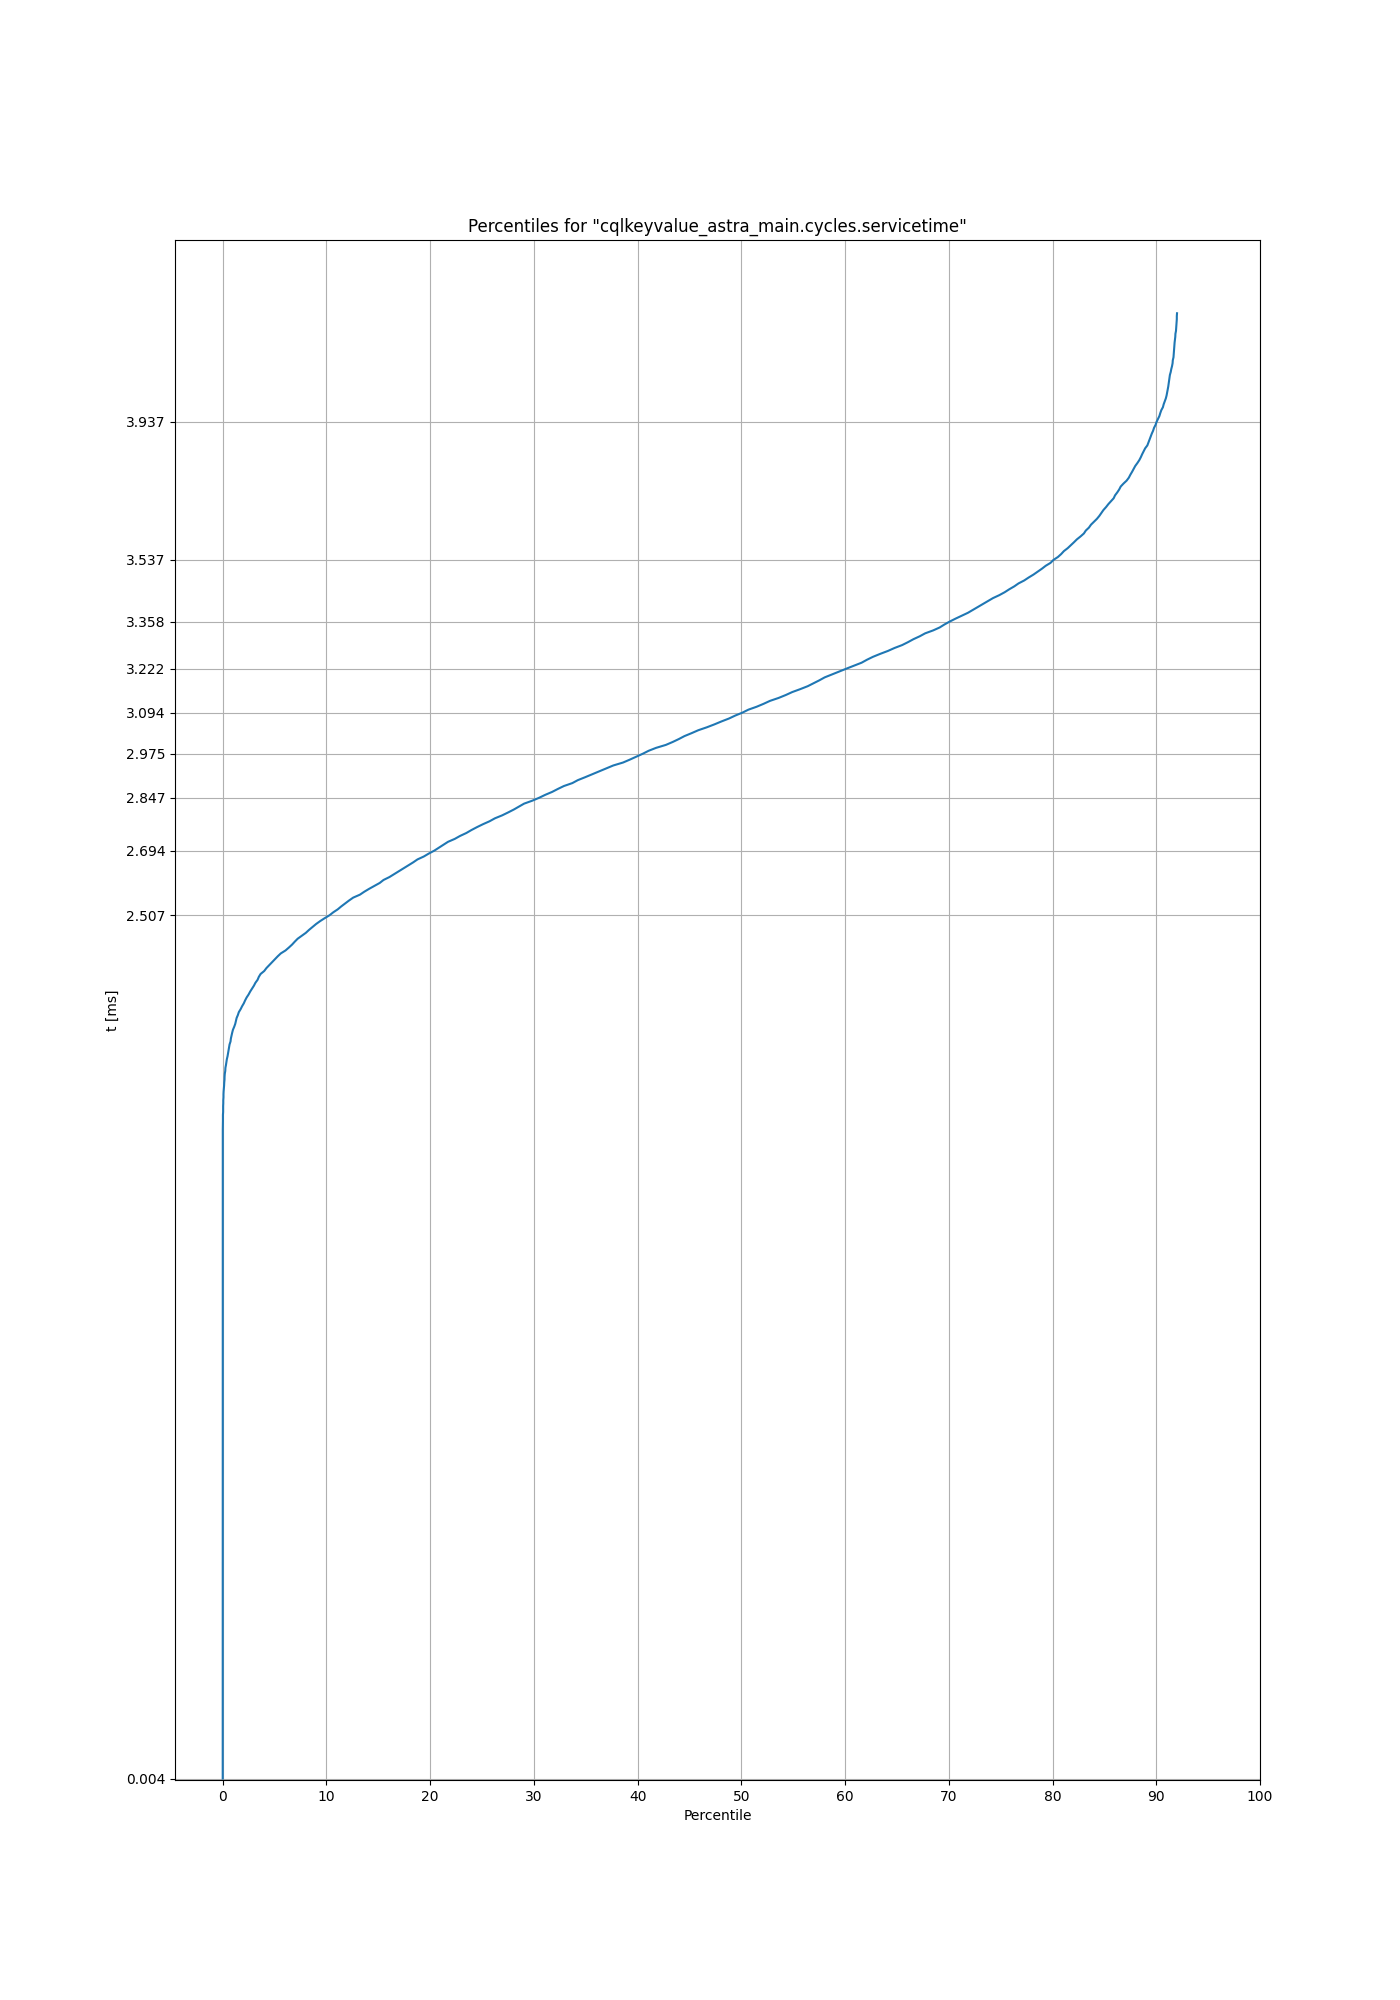 Percentiles for "cqlkeyvalue_astra_main.cycles.servicetime"
3.937
3.537
3.358
3.222
3.094
2.975
2.847
2.694
2.507
t [ms]
0.004
0 10 20 30 40 50 60 70 80 90 100
Percentile